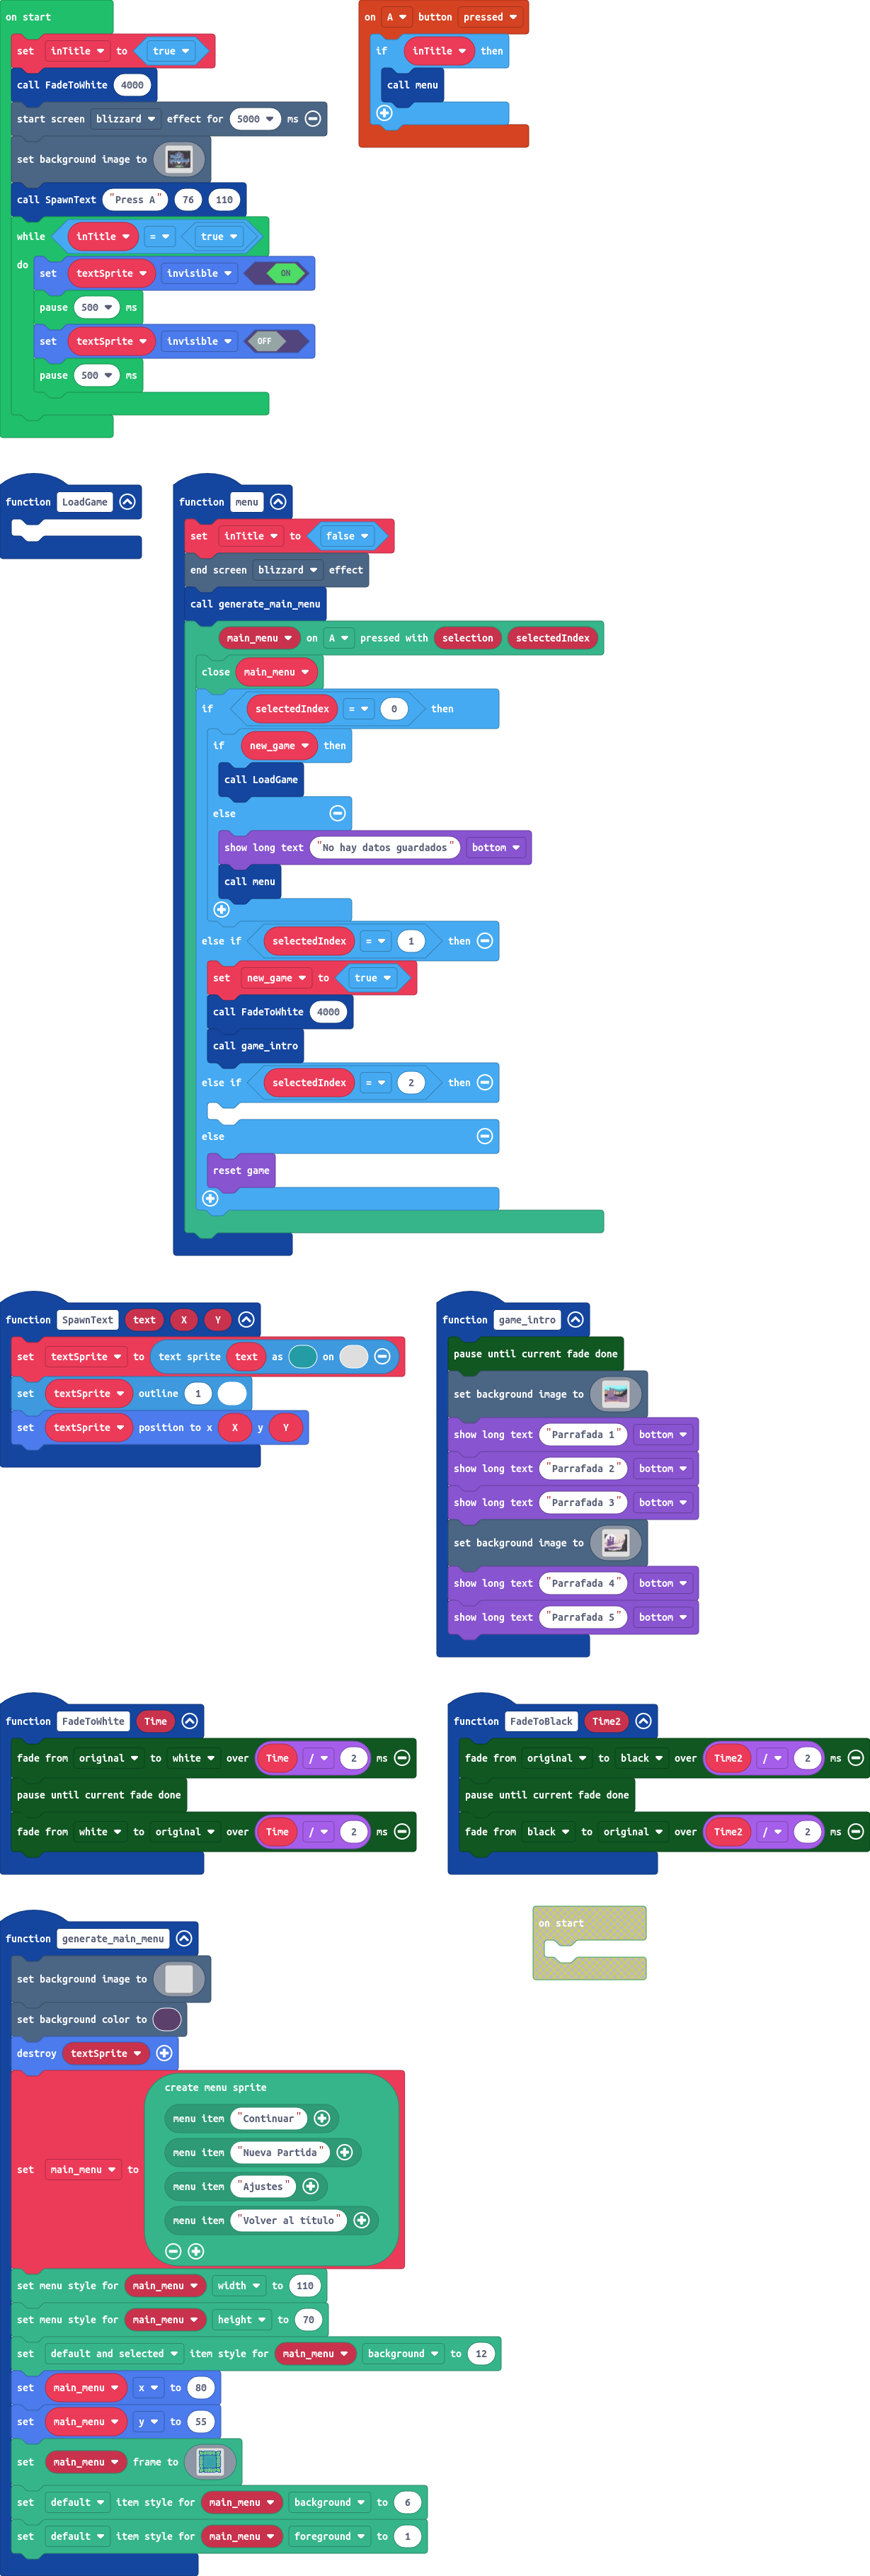 on start
set inTitle to true
call FadeToWhite 4000
start screen blizzard effect for 5000 ms
set background image to
call SpawnText "Press A" 76 110
while inTitle = true
do
set textSprite invisible ON
pause 500 ms
set textSprite invisible OFF
pause 500 ms
on A button pressed
if inTitle then
call menu
function LoadGame
function menu
set inTitle to false
end screen blizzard effect
call generate_main_menu
main_menu on A pressed with selection selectedIndex
close main_menu
if selectedIndex = 0 then
if new_game then
call LoadGame
else
show long text "No hay datos guardados" bottom
call menu
else if selectedIndex = 1 then
set new_game to true
call FadeToWhite 4000
call game_intro
else if selectedIndex = 2 then
else
reset game
function SpawnText text X Y
set textSprite to text sprite text as on
set textSprite outline 1
set textSprite position to x X y Y
function game_intro
pause until current fade done
set background image to
show long text "Parrafada 1" bottom
show long text "Parrafada 2" bottom
show long text "Parrafada 3" bottom
set background image to
show long text "Parrafada 4" bottom
show long text "Parrafada 5" bottom
function FadeToWhite Time
fade from original to white over Time / 2 ms
pause until current fade done
fade from white to original over Time / 2 ms
function FadeToBlack Time2
fade from original to black over Time2 / 2 ms
pause until current fade done
fade from black to original over Time2 / 2 ms
function generate_main_menu
set background image to
set background color to
destroy textSprite
set main_menu to create menu sprite
menu item "Continuar"
menu item "Nueva Partida"
menu item "Ajustes"
menu item "Volver al título"
set menu style for main_menu width to 110
set menu style for main_menu height to 70
set default and selected item style for main_menu background to 12
set main_menu x to 80
set main_menu y to 55
set main_menu frame to
set default item style for main_menu background to 6
set default item style for main_menu foreground to 1
on start